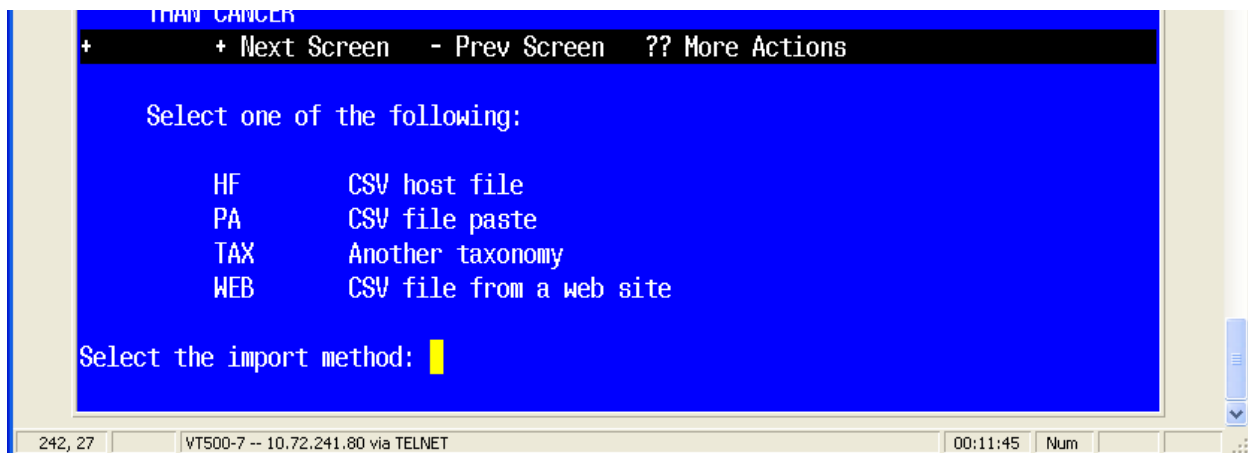 THAN CANCER
+ + Next Screen - Prev Screen ?? More Actions
Select one of the following:
HF CSV host file
PA CSV file paste
TAX Another taxonomy
WEB CSV file from a web site
Select the import method:
242, 27 VT500-7 -- 10.72.241.80 via TELNET 00:11:45 Num